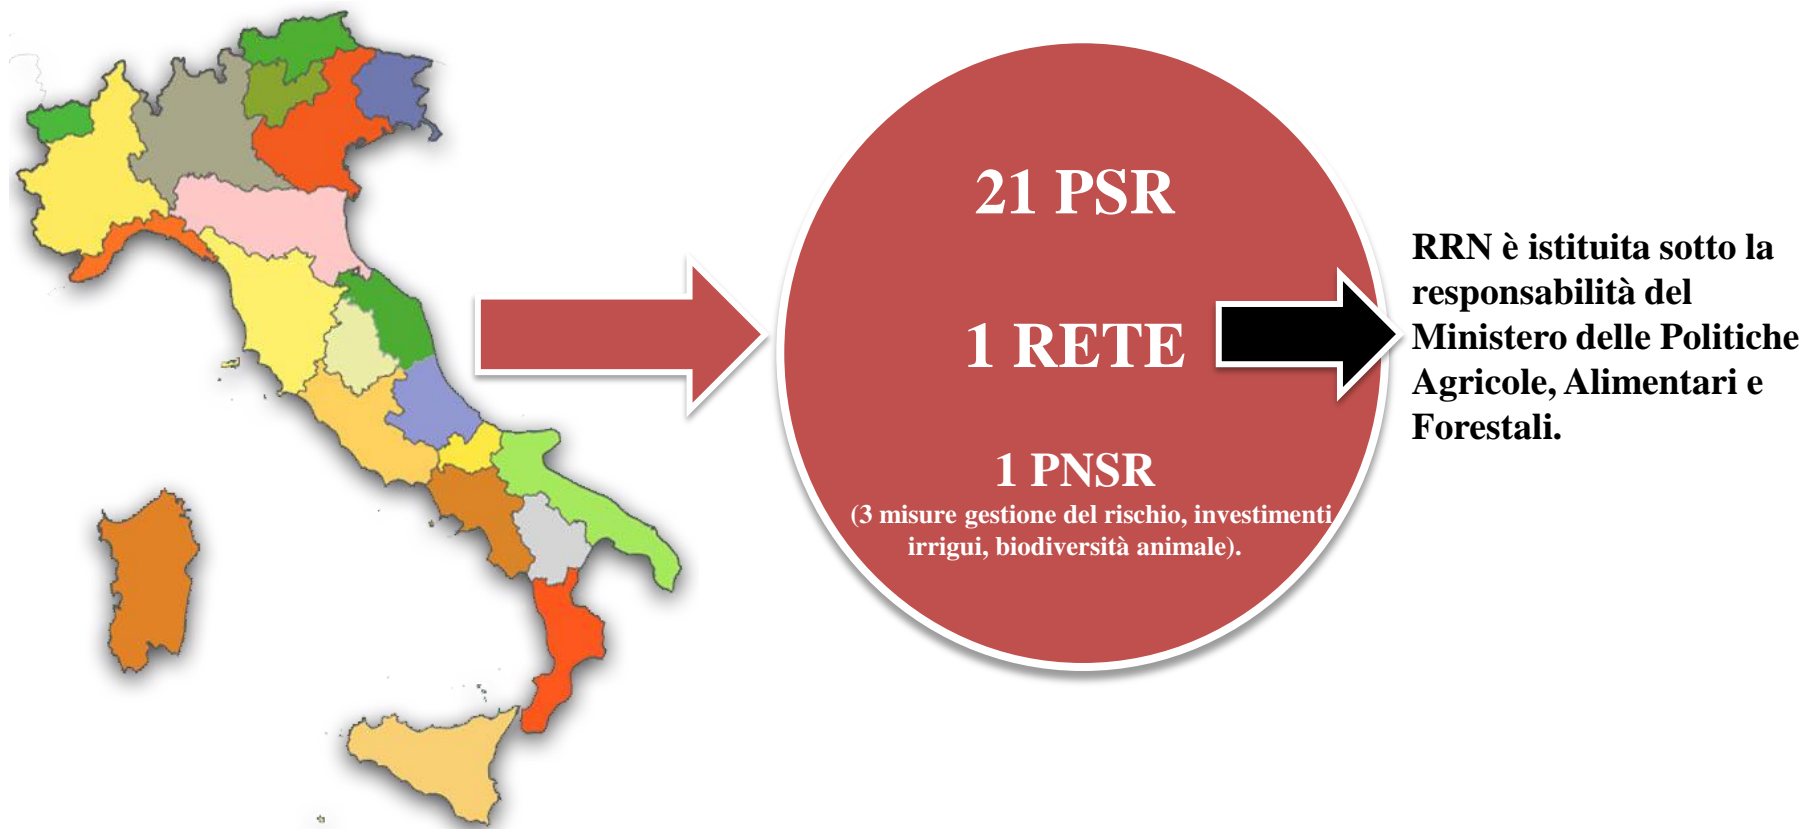 21 PSR
1 RETE
1 PNSR
(3 misure gestione del rischio, investimenti
irrigui, biodiversità animale).
RRN è istituita sotto la
responsabilità del
Ministero delle Politiche
Agricole, Alimentari e
Forestali.